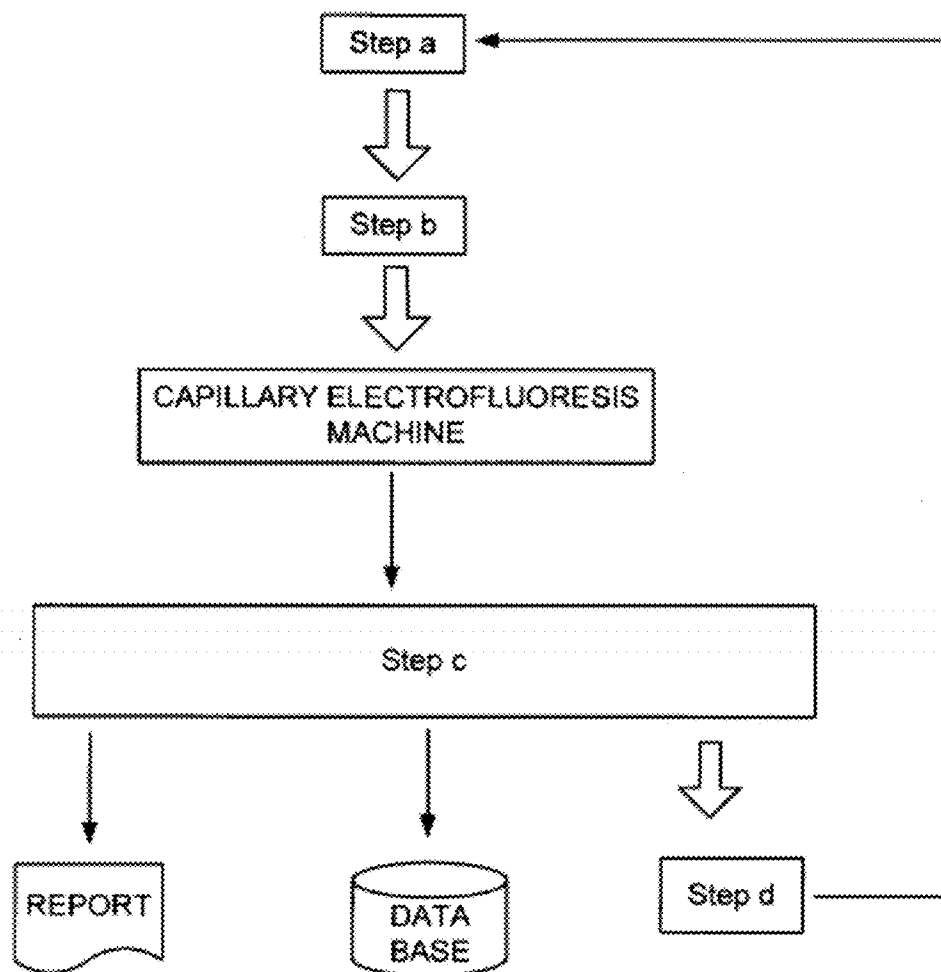 Step a
Step b
CAPILLARY ELECTROFLUORESIS
MACHINE
Step c
REPORT
DATA
BASE
Step d